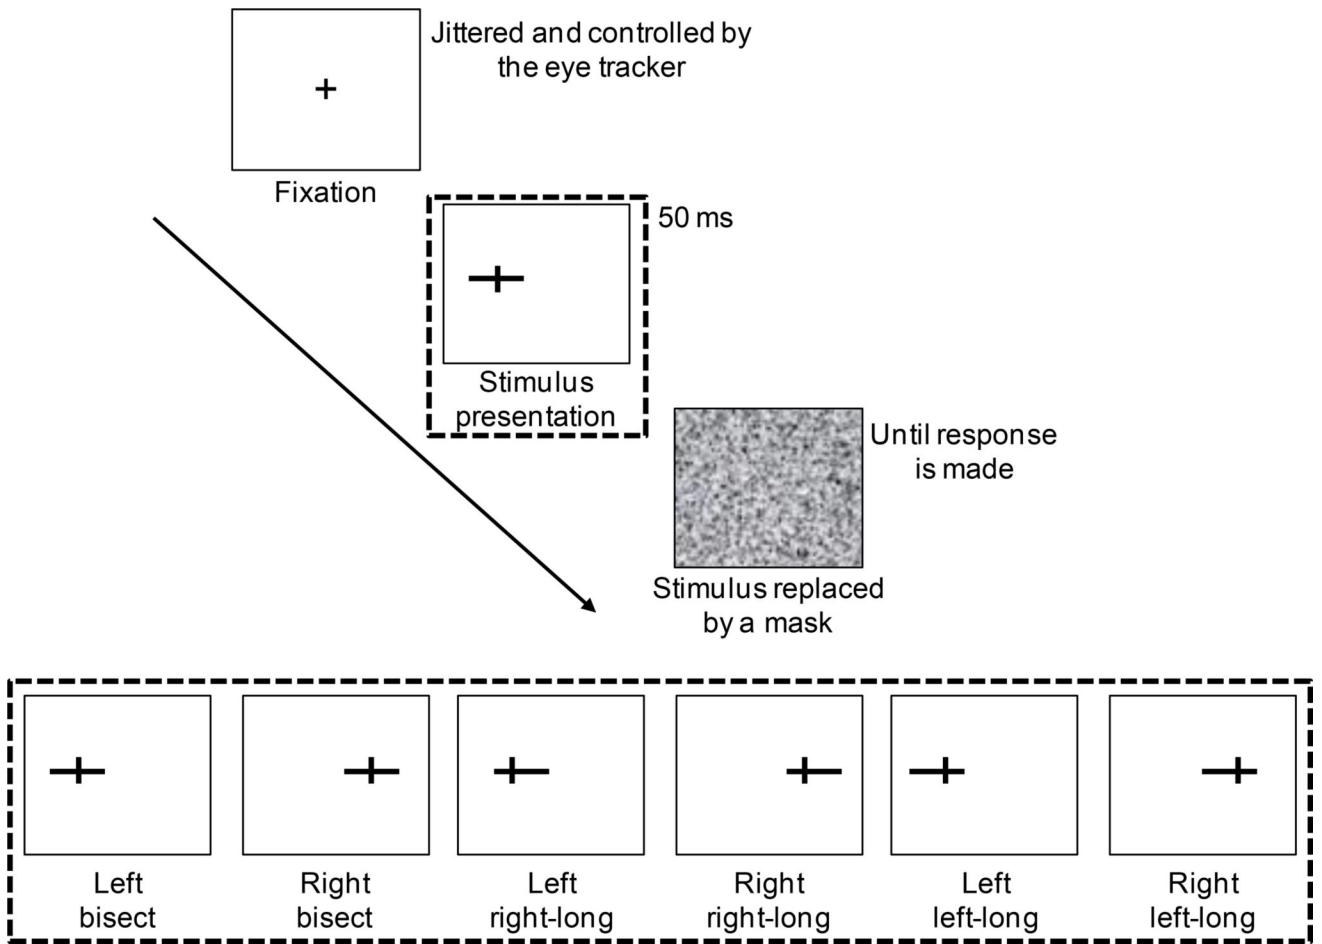 Jittered and controlled by
the eye tracker
Fixation
50 ms
Stimulus
presentation
Until response
is made
Stimulus replaced
by a mask
Left
bisect
Right
bisect
Left
right-long
Right
right-long
Left
left-long
Right
left-long